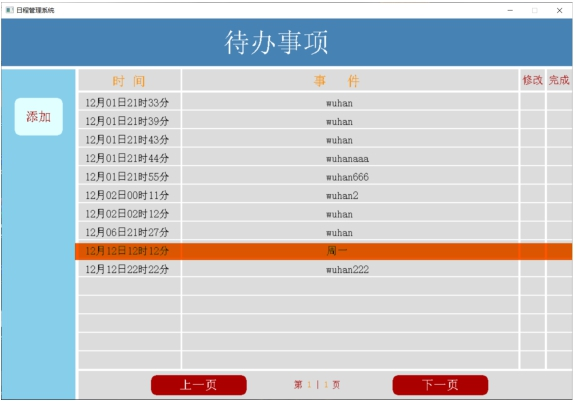 日程管理系统
待办事项
添加
时 间 事 件 修改 完成
12月01日21时33分 wuhan
12月01日21时39分 wuhan
12月01日21时43分 wuhan
12月01日21时44分 wuhanaaa
12月01日21时55分 wuhan666
12月02日00时11分 wuhan2
12月02日02时12分 wuhan
12月06日21时27分 wuhan
12月12日12时12分 周一
12月12日22时22分 wuhan222
上一页 第 1 | 1 页 下一页